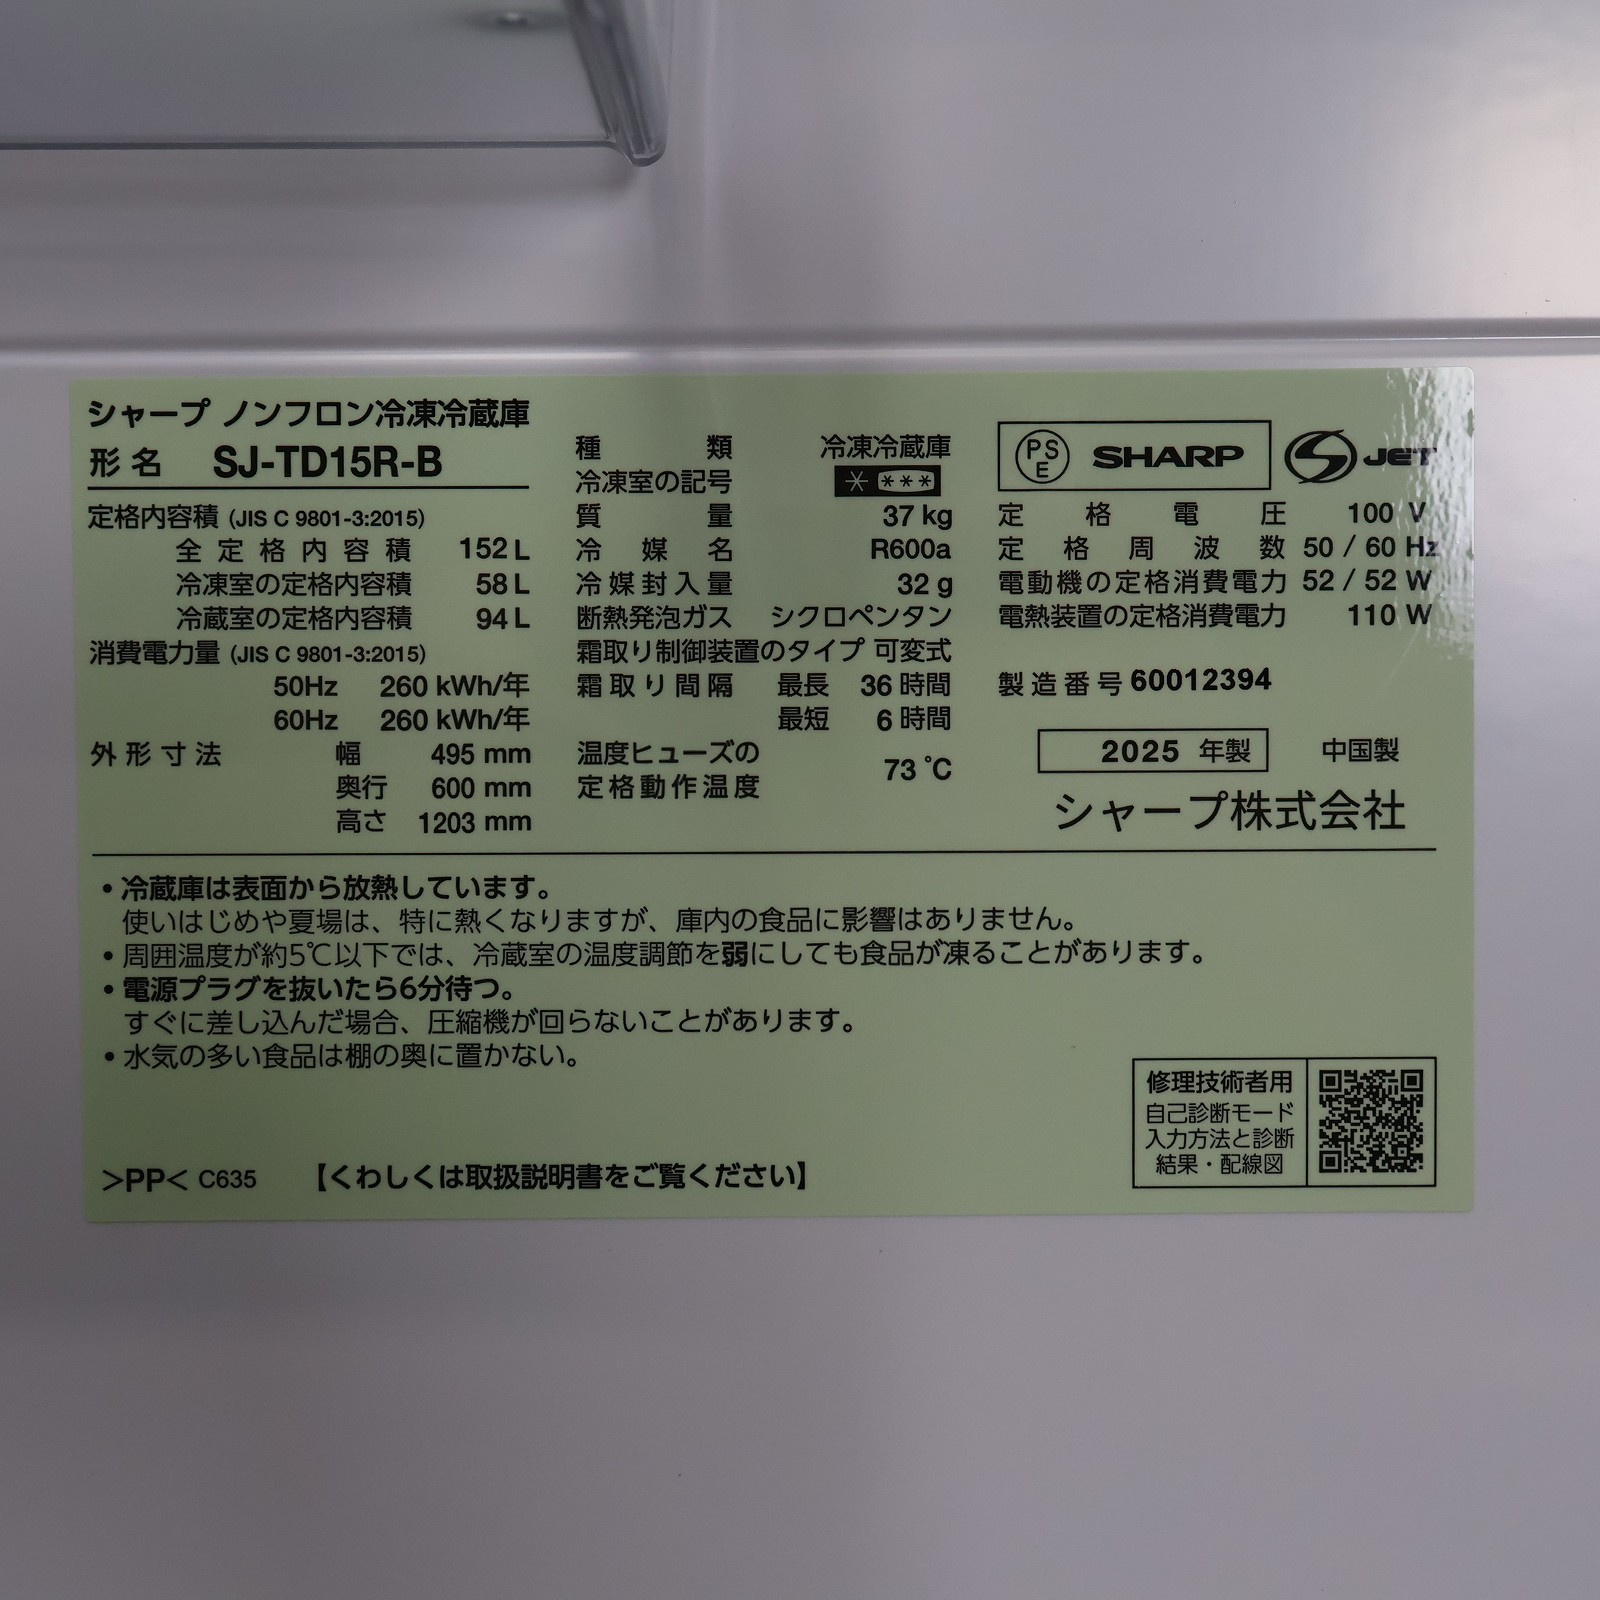 シャープ ノンフロン冷凍冷蔵庫
形名 SJ-TD15R-B
定格内容積 (JIS C 9801-3:2015)
全定格内容積 152 L
冷凍室の定格内容積 58 L
冷蔵室の定格内容積 94 L
消費電力量 (JIS C 9801-3:2015)
50Hz 260 kWh/年
60Hz 260 kWh/年
外形寸法 幅 495 mm
奥行 600 mm
高さ 1203 mm
種類 冷凍冷蔵庫
冷凍室の記号
質量 37 kg
冷媒名 R600a
冷媒封入量 32 g
断熱発泡ガス シクロペンタン
霜取り制御装置のタイプ 可変式
霜取り間隔 最長 36 時間
最短 6 時間
温度ヒューズの
定格動作温度 73 ℃
PS
E
SHARP
JET
定格電圧 100 V
定格周波数 50 / 60 Hz
電動機の定格消費電力 52 / 52 W
電熱装置の定格消費電力 110 W
製造番号 60012394
2025 年製 中国製
シャープ株式会社
・冷蔵庫は表面から放熱しています。
使いはじめや夏場は、特に熱くなりますが、庫内の食品に影響はありません。
・周囲温度が約5℃以下では、冷蔵室の温度調節を弱にしても食品が凍ることがあります。
・電源プラグを抜いたら6分待つ。
すぐに差し込んだ場合、圧縮機が回らないことがあります。
・水気の多い食品は棚の奥に置かない。
>PP< C635 【くわしくは取扱説明書をご覧ください】
修理技術者用
自己診断モード
入力方法と診断
結果・配線図